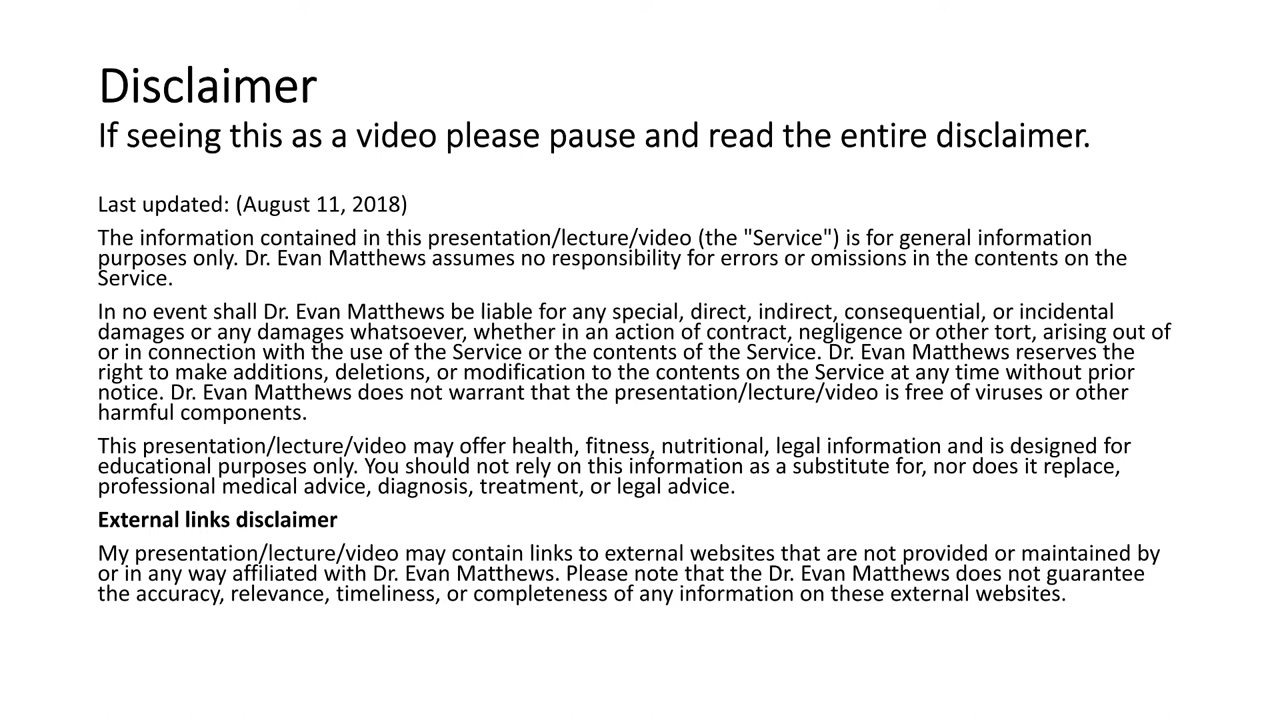 Disclaimer
If seeing this as a video please pause and read the entire disclaimer.
Last updated: (August 11, 2018)
The information contained in this presentation/lecture/video (the "Service") is for general information
purposes only. Dr. Evan Matthews assumes no responsibility for errors or omissions in the contents on the
Service.
In no event shall Dr. Evan Matthews be liable for any special, direct, indirect, consequential, or incidental
damages or any damages whatsoever, whether in an action of contract, negligence or other tort, arising out of
or in connection with the use of the Service or the contents of the Service. Dr. Evan Matthews reserves the
right to make additions, deletions, or modification to the contents on the Service at any time without prior
notice. Dr. Evan Matthews does not warrant that the presentation/lecture/video is free of viruses or other
harmful components.
This presentation/lecture/video may offer health, fitness, nutritional, legal information and is designed for
educational purposes only. You should not rely on this information as a substitute for, nor does it replace,
professional medical advice, diagnosis, treatment, or legal advice.
External links disclaimer
My presentation/lecture/video may contain links to external websites that are not provided or maintained by
or in any way affiliated with Dr. Evan Matthews. Please note that the Dr. Evan Matthews does not guarantee
the accuracy, relevance, timeliness, or completeness of any information on these external websites.